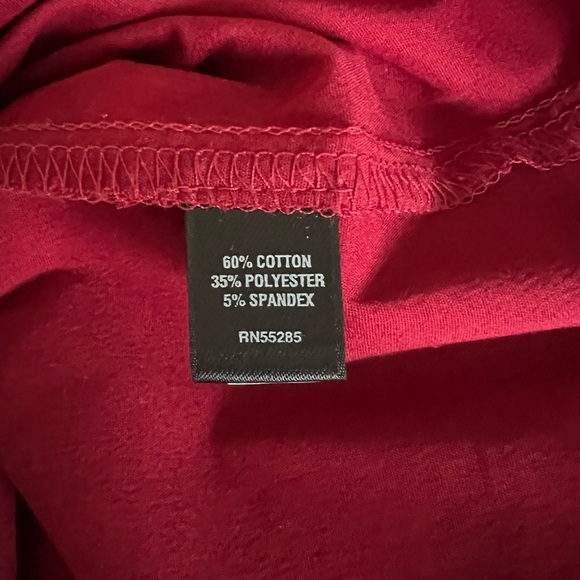 60% COTTON
35% POLYESTER
5% SPANDEX
RN55285